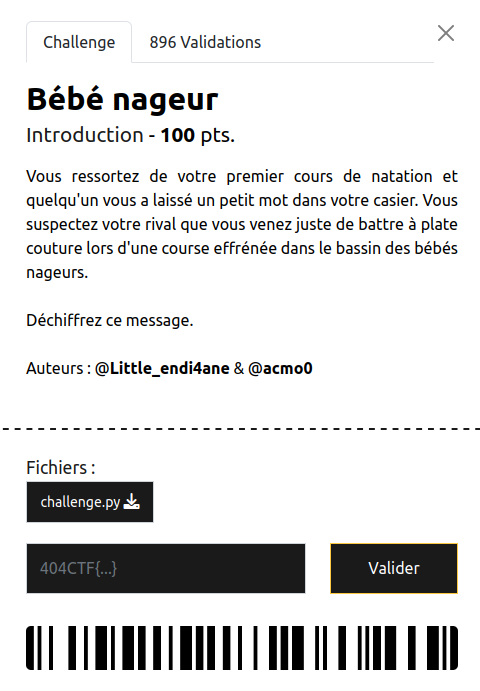 Challenge
896 Validations
Bébé nageur
Introduction - 100 pts.
Vous ressortez de votre premier cours de natation et
quelqu'un vous a laissé un petit mot dans votre casier. Vous
suspectez votre rival que vous venez juste de battre à plate
couture lors d'une course effrénée dans le bassin des bébés
nageurs.
Déchiffrez ce message.
Auteurs : @Little_endi4ane & @acmo0
Fichiers :
challenge.py
404CTF{...}
Valider